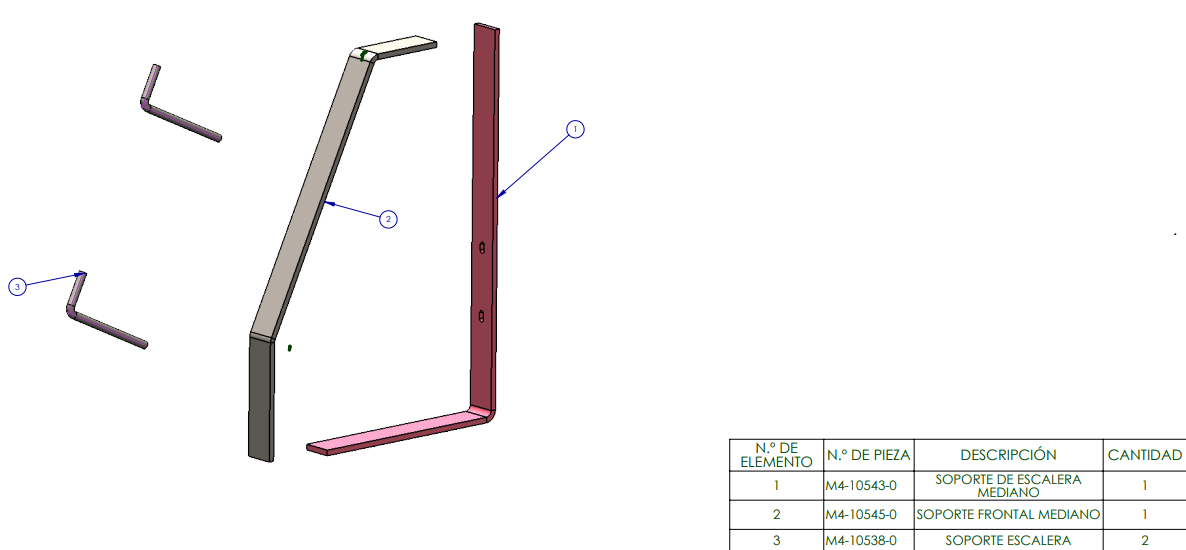 1
2
3
N.º DE ELEMENTO N.º DE PIEZA DESCRIPCIÓN CANTIDAD
1 M4-10543-0 SOPORTE DE ESCALERA MEDIANO 1
2 M4-10545-0 SOPORTE FRONTAL MEDIANO 1
3 M4-10538-0 SOPORTE ESCALERA 2